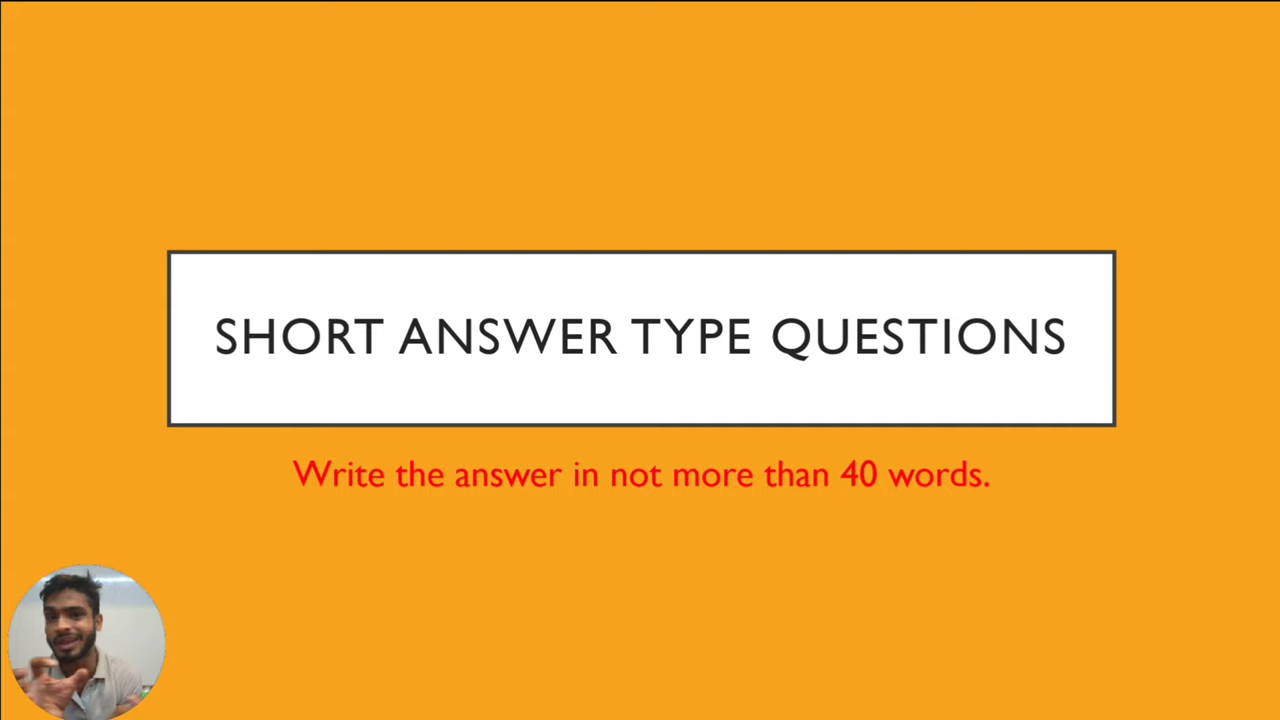 SHORT ANSWER TYPE QUESTIONS
Write the answer in not more than 40 words.